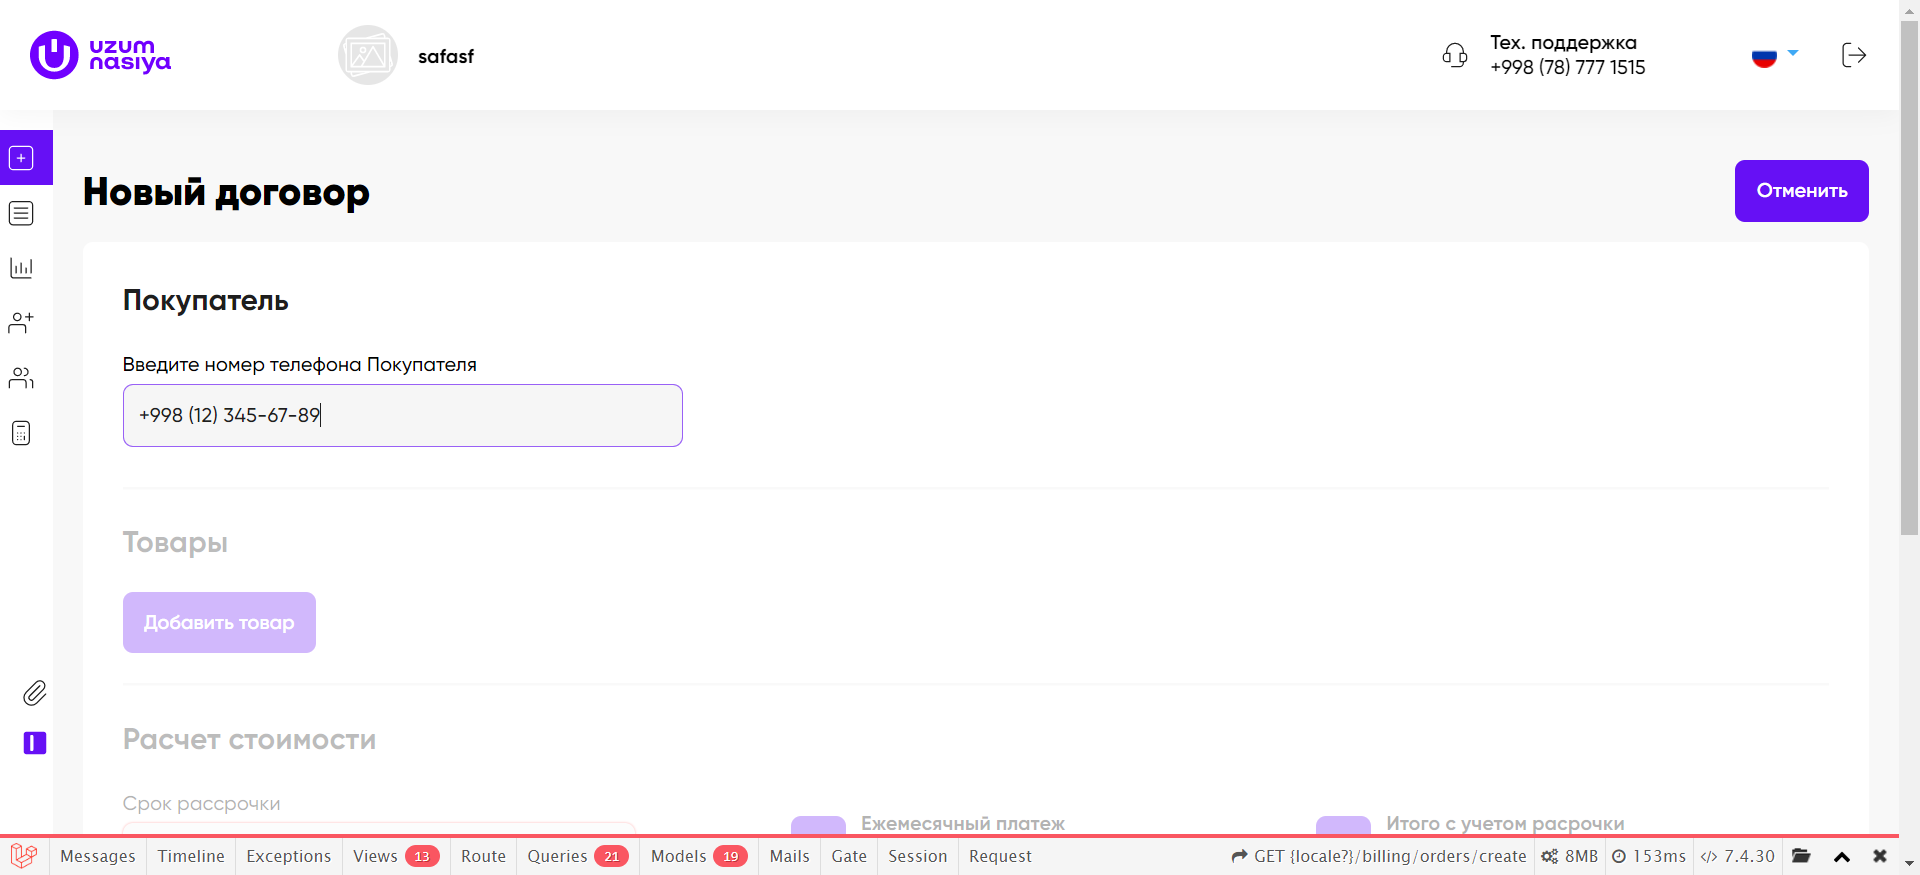 uzum
nasiya
safasf
Тех. поддержка
+998 (78) 777 1515
Новый договор
Отменить
Покупатель
Введите номер телефона Покупателя
+998 (12) 345-67-89
Товары
Добавить товар
Расчет стоимости
Срок рассрочки
Ежемесячный платеж
Итого с учетом расрочки
Messages Timeline Exceptions Views 13 Route Queries 21 Models 19 Mails Gate Session Request GET {locale?}/billing/orders/create 8MB 153ms </> 7.4.30